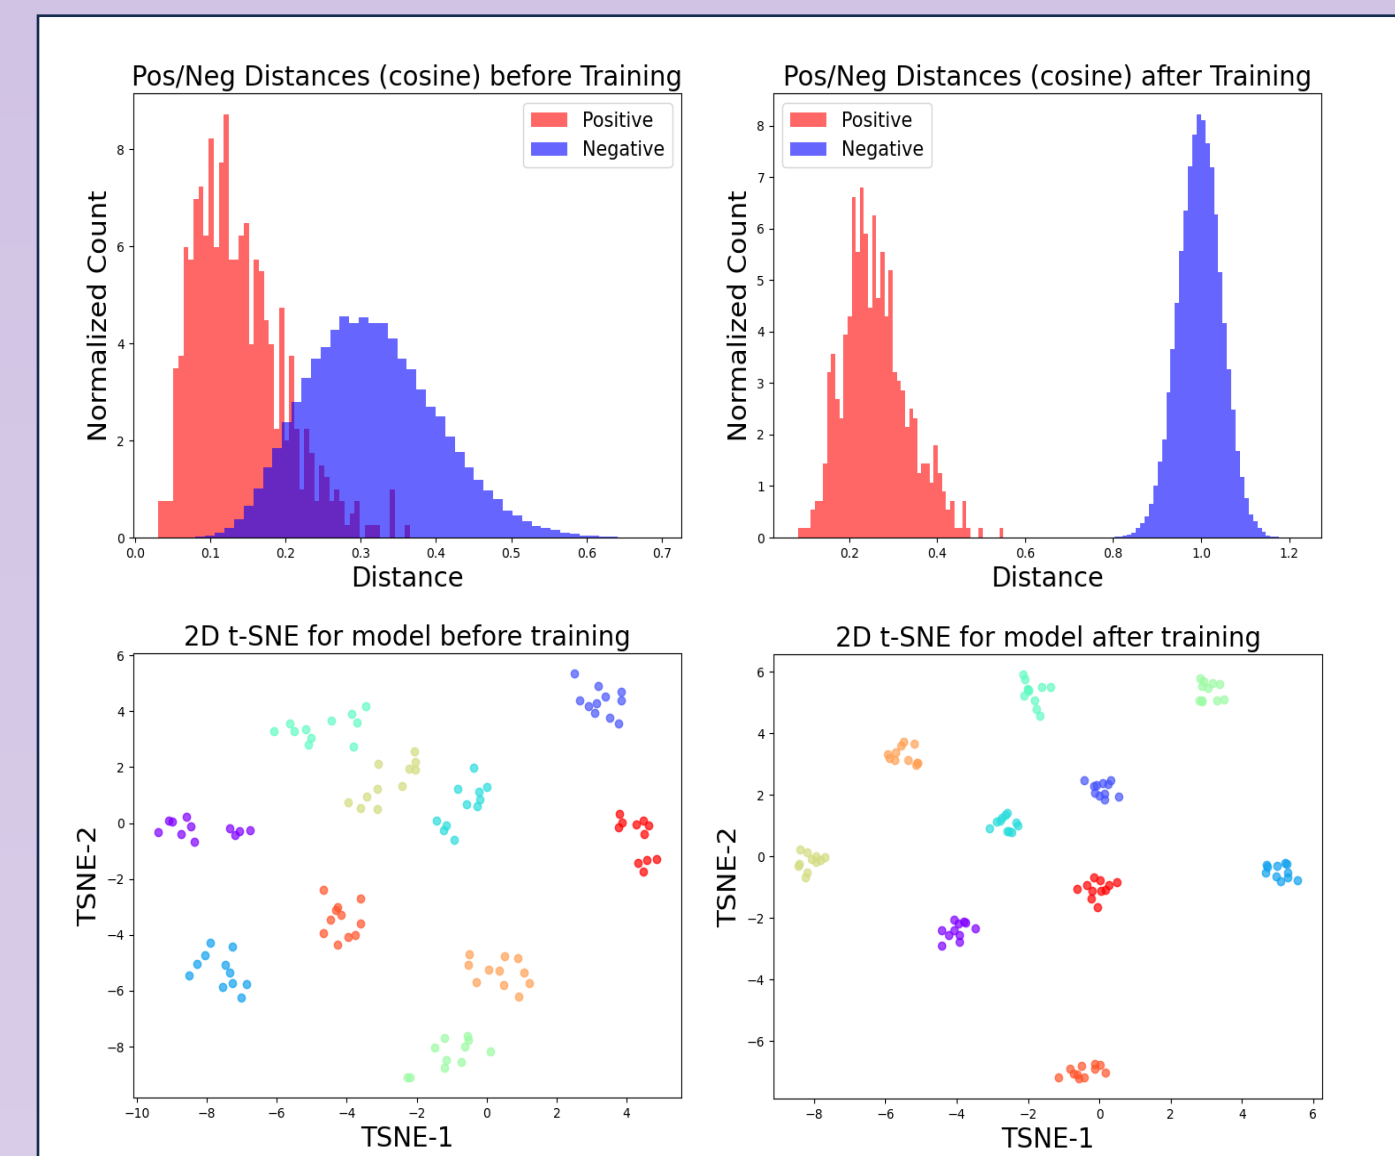 Pos/Neg Distances (cosine) before Training
Positive
Negative
Normalized Count
8
6
4
2
0
0.0 0.1 0.2 0.3 0.4 0.5 0.6 0.7
Distance
Pos/Neg Distances (cosine) after Training
Positive
Negative
Normalized Count
8
7
6
5
4
3
2
1
0
0.2 0.4 0.6 0.8 1.0 1.2
Distance
2D t-SNE for model before training
TSNE-2
6
4
2
0
−2
−4
−6
−8
−10 −8 −6 −4 −2 0 2 4
TSNE-1
2D t-SNE for model after training
TSNE-2
6
4
2
0
−2
−4
−6
−8 −6 −4 −2 0 2 4 6
TSNE-1